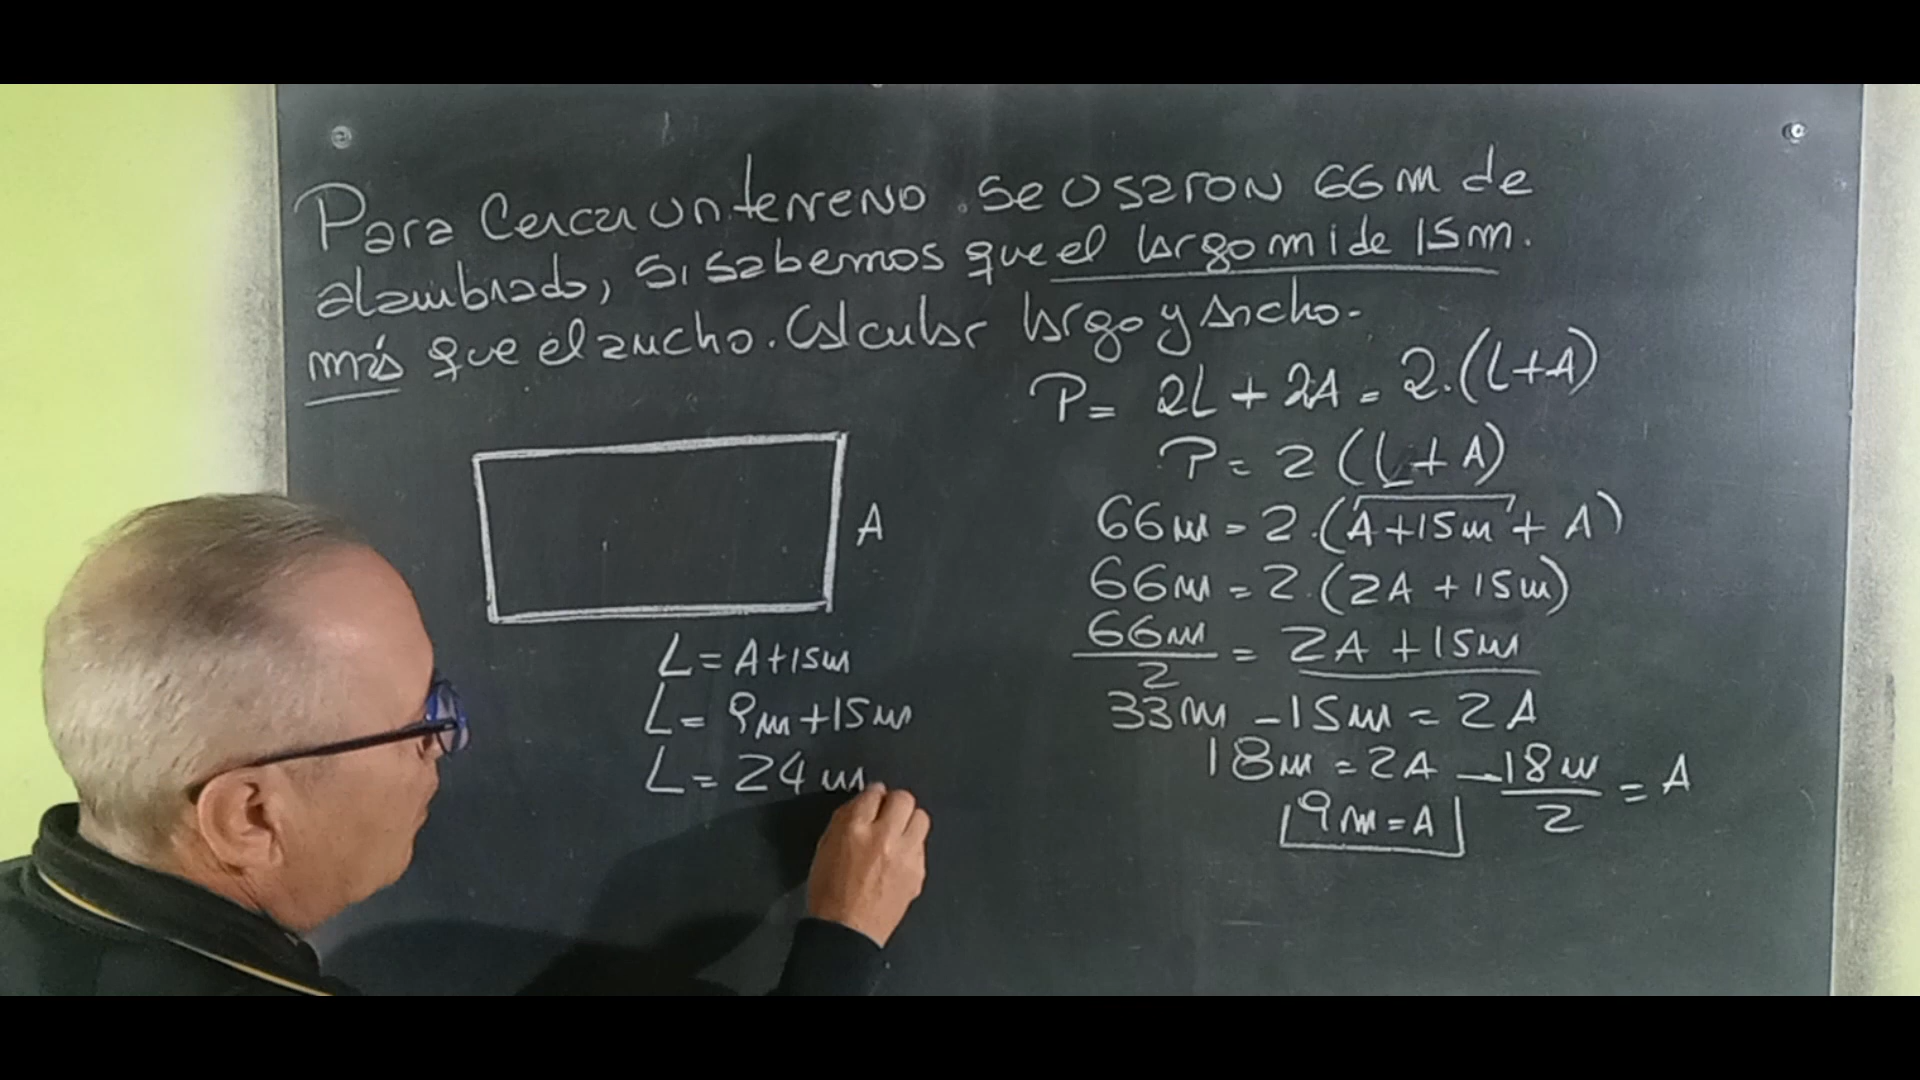 Para Cercar un terreno. se usaron 66m de
alambrado, si sabemos que el largo mide 15m.
más que el ancho. Calcular largo y ancho.
P = 2L + 2A = 2.(L+A)
P = 2 (L+A)
66m = 2.(A+15m + A)
66m = 2.(2A + 15m)
66m/2 = 2A + 15m
33m - 15m = 2A
18m = 2A - 18m/2 = A
9m = A
A
L = A+15m
L = 9m+15m
L = 24m